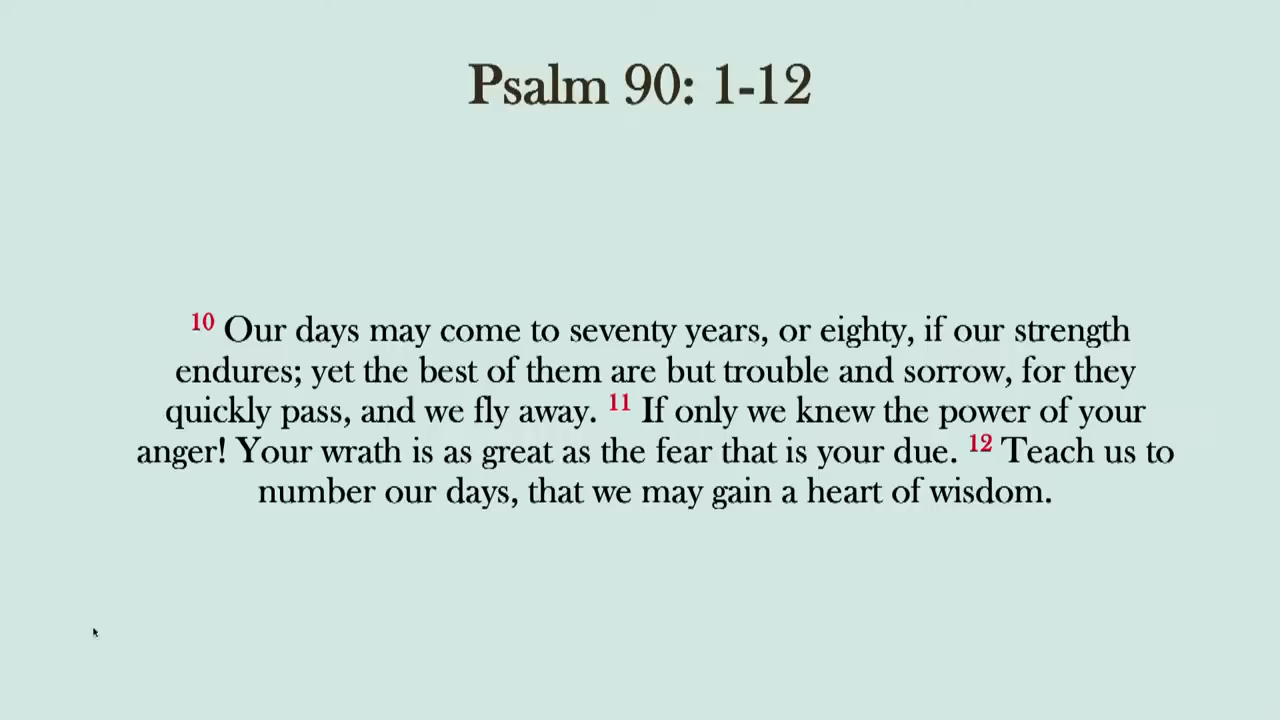 Psalm 90: 1-12
10 Our days may come to seventy years, or eighty, if our strength
endures; yet the best of them are but trouble and sorrow, for they
quickly pass, and we fly away. 11 If only we knew the power of your
anger! Your wrath is as great as the fear that is your due. 12 Teach us to
number our days, that we may gain a heart of wisdom.